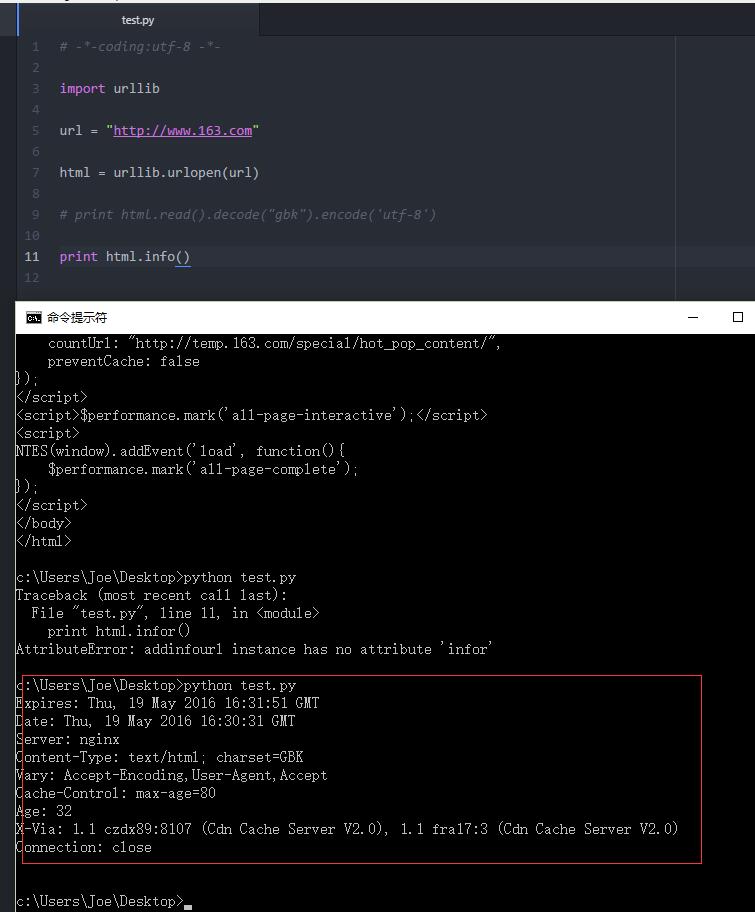 test.py
1 # -*-coding:utf-8 -*-
2
3 import urllib
4
5 url = "http://www.163.com"
6
7 html = urllib.urlopen(url)
8
9 # print html.read().decode("gbk").encode('utf-8')
10
11 print html.info()
12
命令提示符
countUrl: "http://temp.163.com/special/hot_pop_content/",
preventCache: false
});
</script>
<script>$performance.mark('all-page-interactive');</script>
<script>
NTES(window).addEvent('load', function(){
$performance.mark('all-page-complete');
});
</script>
</body>
</html>
c:\Users\Joe\Desktop>python test.py
Traceback (most recent call last):
File "test.py", line 11, in <module>
print html.infor()
AttributeError: addinfourl instance has no attribute 'infor'
c:\Users\Joe\Desktop>python test.py
Expires: Thu, 19 May 2016 16:31:51 GMT
Date: Thu, 19 May 2016 16:30:31 GMT
Server: nginx
Content-Type: text/html; charset=GBK
Vary: Accept-Encoding,User-Agent,Accept
Cache-Control: max-age=80
Age: 32
X-Via: 1.1 czdx89:8107 (Cdn Cache Server V2.0), 1.1 fra17:3 (Cdn Cache Server V2.0)
Connection: close
c:\Users\Joe\Desktop>